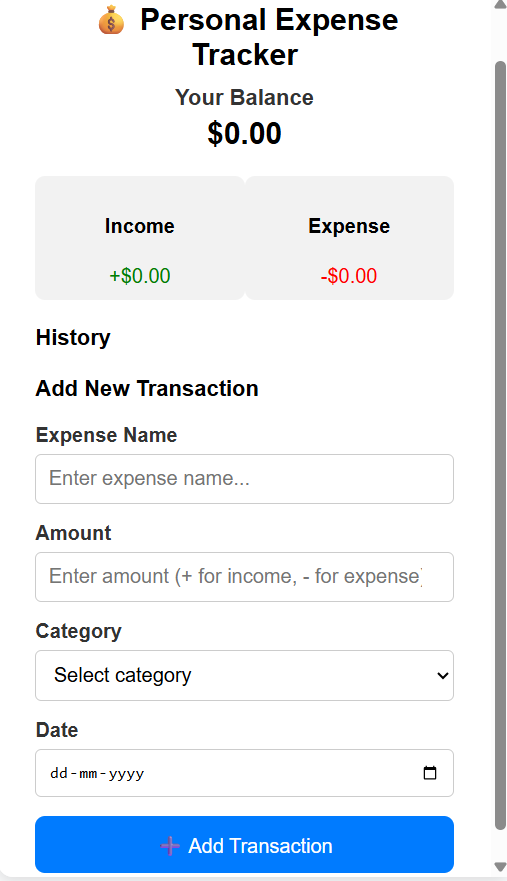 💰 Personal Expense
Tracker
Your Balance
$0.00
Income
Expense
+$0.00
-$0.00
History
Add New Transaction
Expense Name
Enter expense name...
Amount
Enter amount (+ for income, - for expense)
Category
Select category
Date
dd-mm-yyyy
➕ Add Transaction